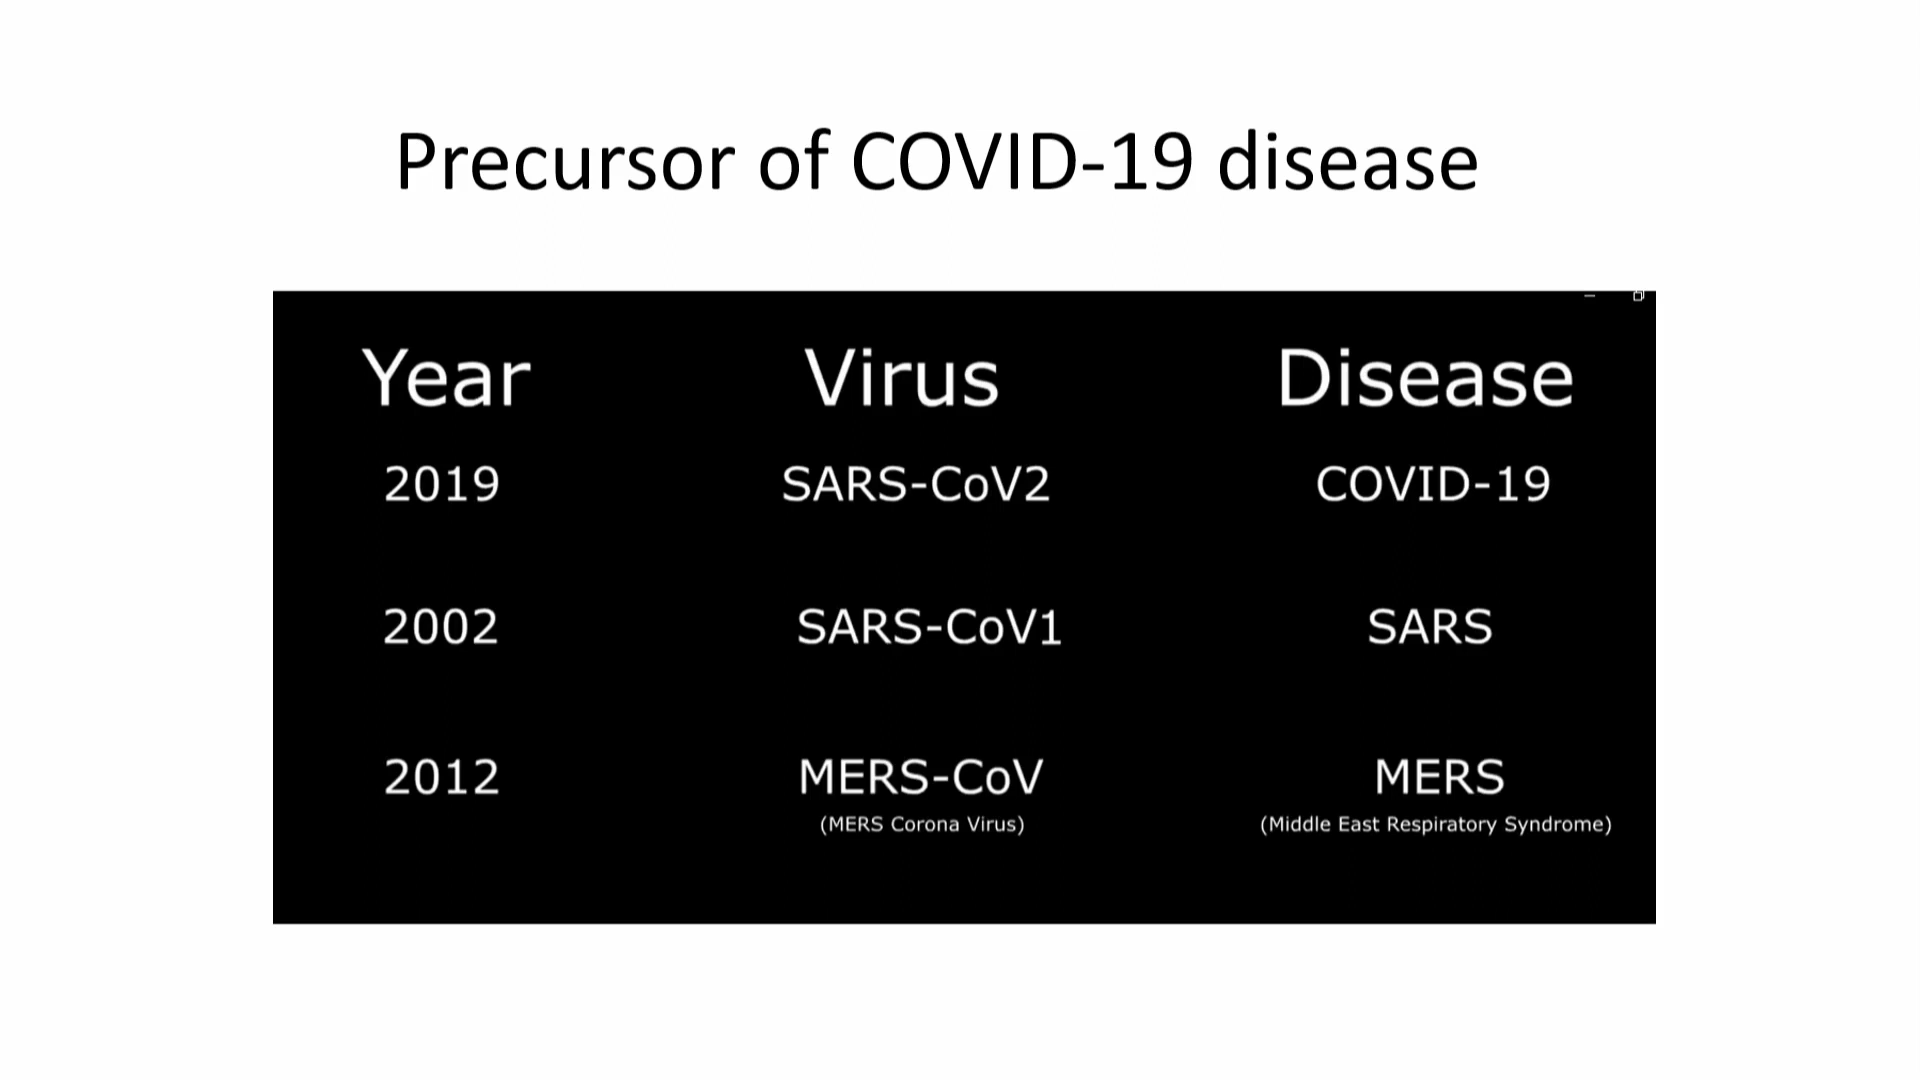 Precursor of COVID-19 disease
Year Virus Disease
2019 SARS-CoV2 COVID-19
2002 SARS-CoV1 SARS
2012 MERS-CoV MERS
(MERS Corona Virus) (Middle East Respiratory Syndrome)